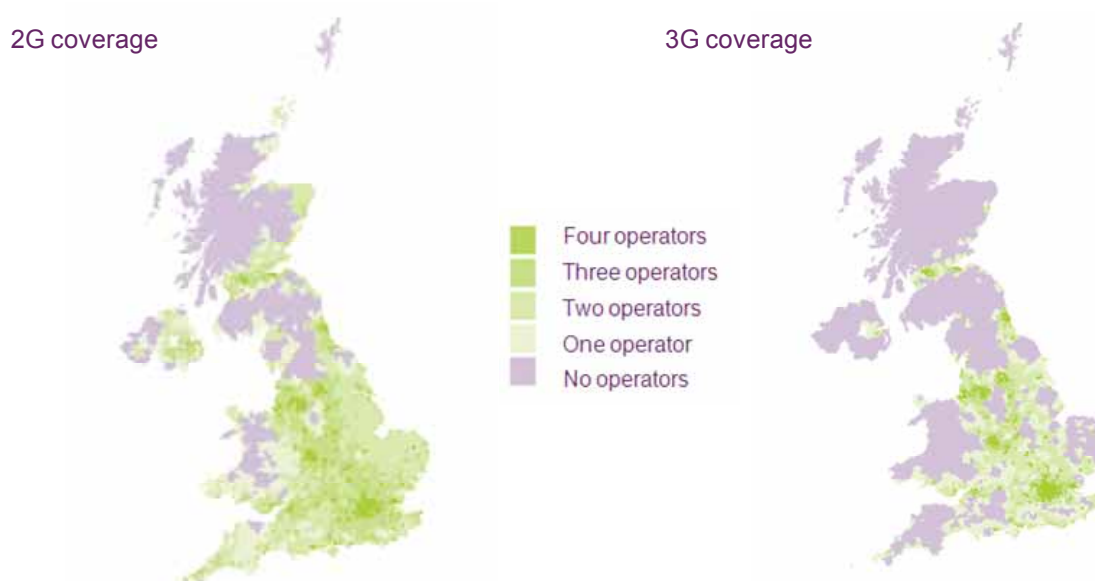 2G coverage
3G coverage
Four operators
Three operators
Two operators
One operator
No operators